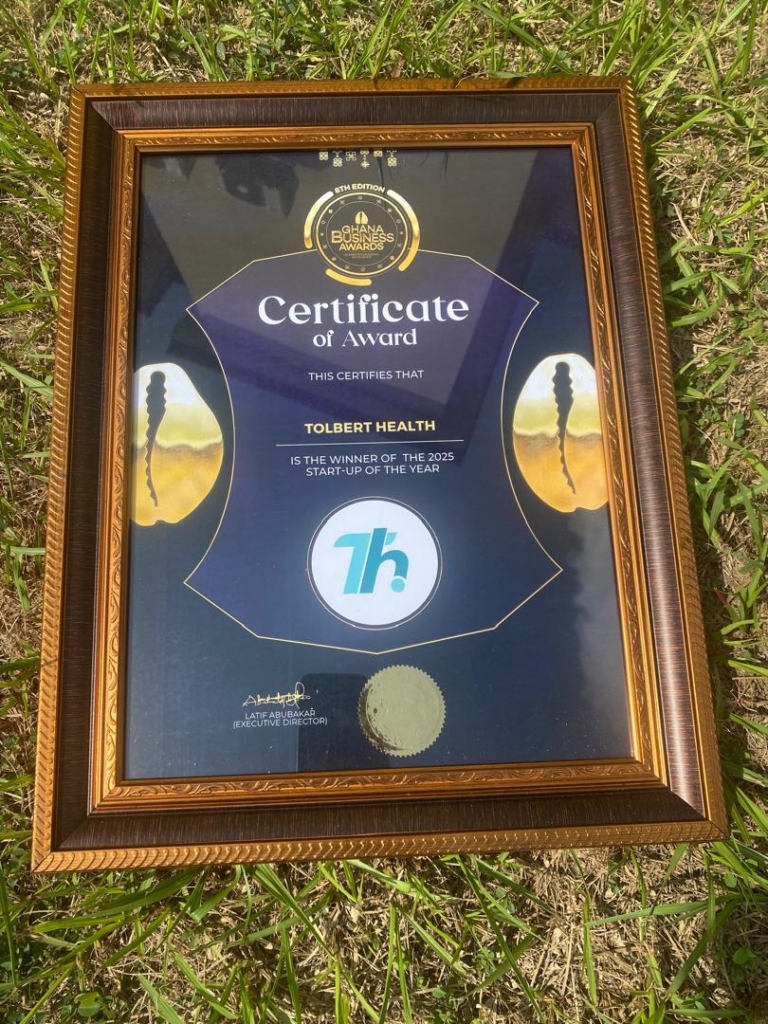 8TH EDITION
GHANA
BUSINESS
AWARDS
Certificate
of Award
THIS CERTIFIES THAT
TOLBERT HEALTH
IS THE WINNER OF THE 2025
START-UP OF THE YEAR
Th.
LATIF ABUBAKAR
(EXECUTIVE DIRECTOR)